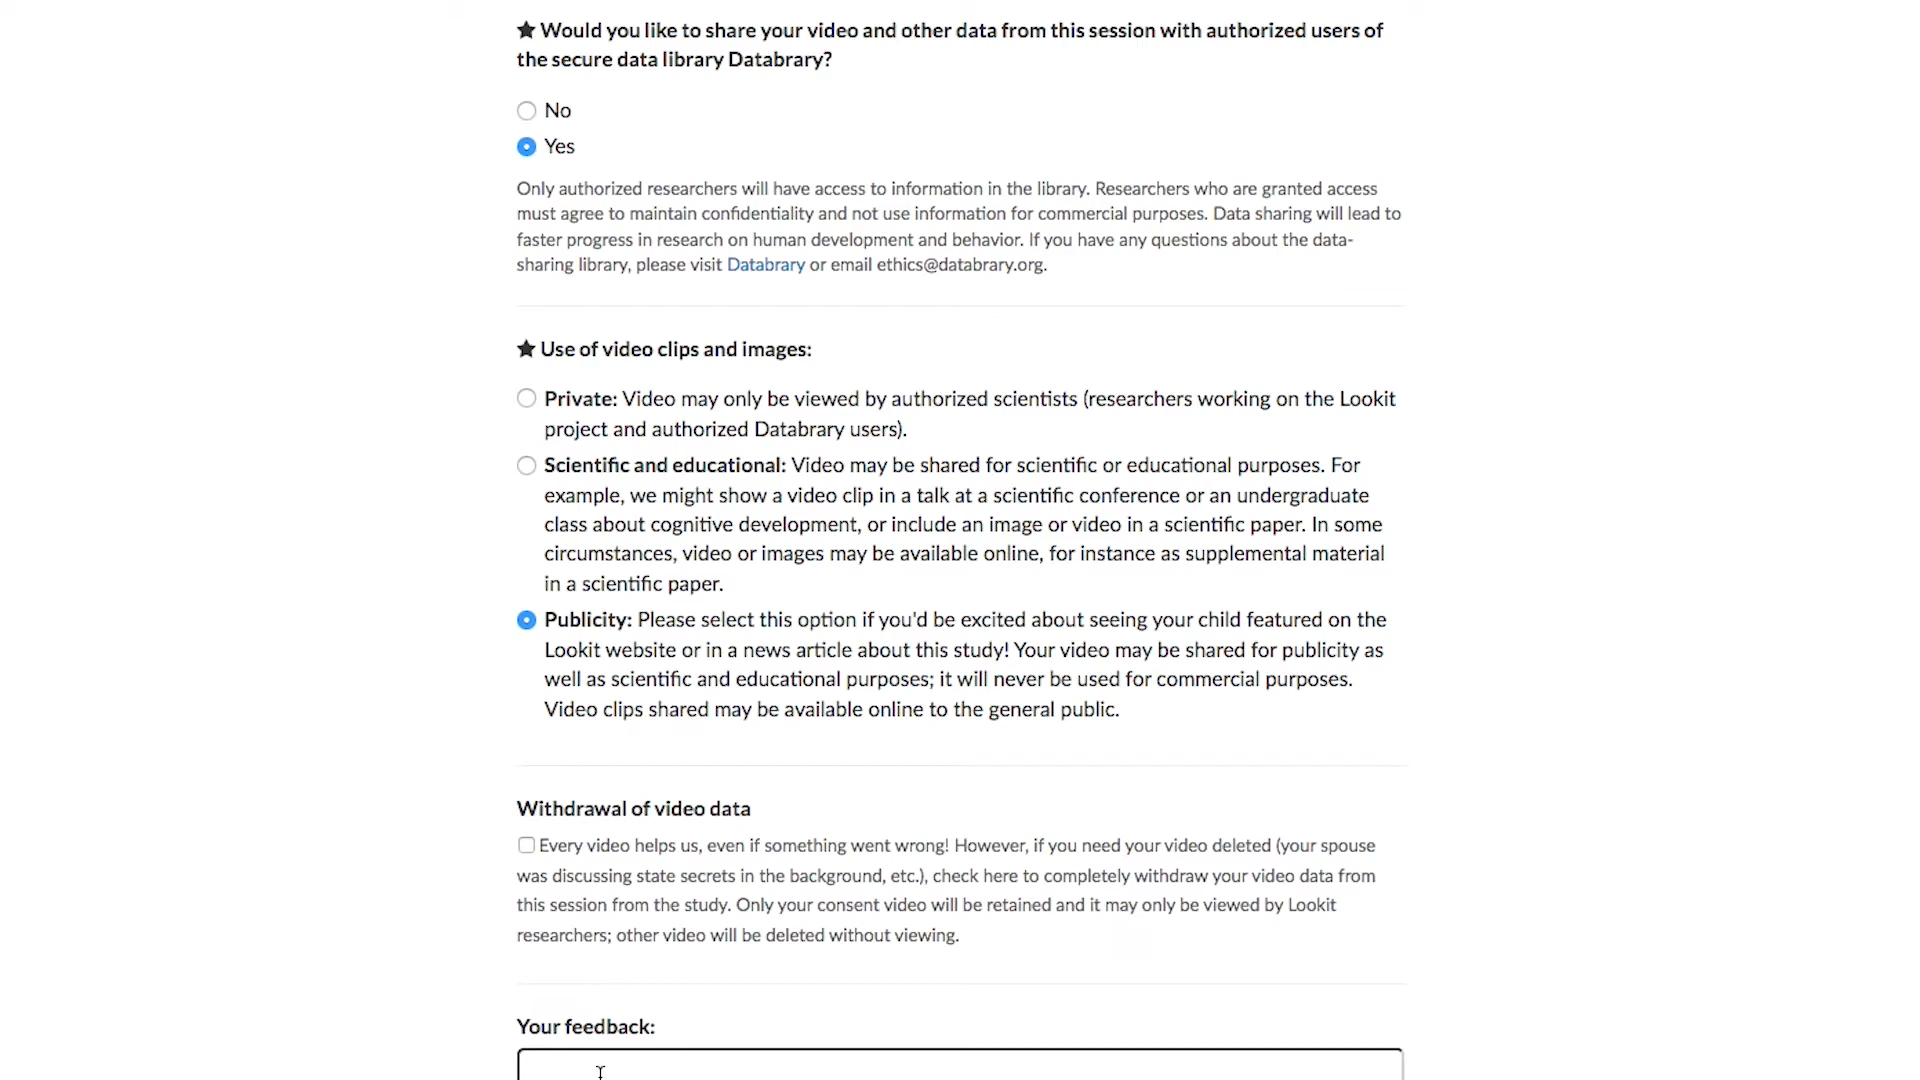 ★ Would you like to share your video and other data from this session with authorized users of
the secure data library Databrary?
No
Yes
Only authorized researchers will have access to information in the library. Researchers who are granted access
must agree to maintain confidentiality and not use information for commercial purposes. Data sharing will lead to
faster progress in research on human development and behavior. If you have any questions about the data-
sharing library, please visit Databrary or email ethics@databrary.org.
★ Use of video clips and images:
Private: Video may only be viewed by authorized scientists (researchers working on the Lookit
project and authorized Databrary users).
Scientific and educational: Video may be shared for scientific or educational purposes. For
example, we might show a video clip in a talk at a scientific conference or an undergraduate
class about cognitive development, or include an image or video in a scientific paper. In some
circumstances, video or images may be available online, for instance as supplemental material
in a scientific paper.
Publicity: Please select this option if you'd be excited about seeing your child featured on the
Lookit website or in a news article about this study! Your video may be shared for publicity as
well as scientific and educational purposes; it will never be used for commercial purposes.
Video clips shared may be available online to the general public.
Withdrawal of video data
Every video helps us, even if something went wrong! However, if you need your video deleted (your spouse
was discussing state secrets in the background, etc.), check here to completely withdraw your video data from
this session from the study. Only your consent video will be retained and it may only be viewed by Lookit
researchers; other video will be deleted without viewing.
Your feedback: